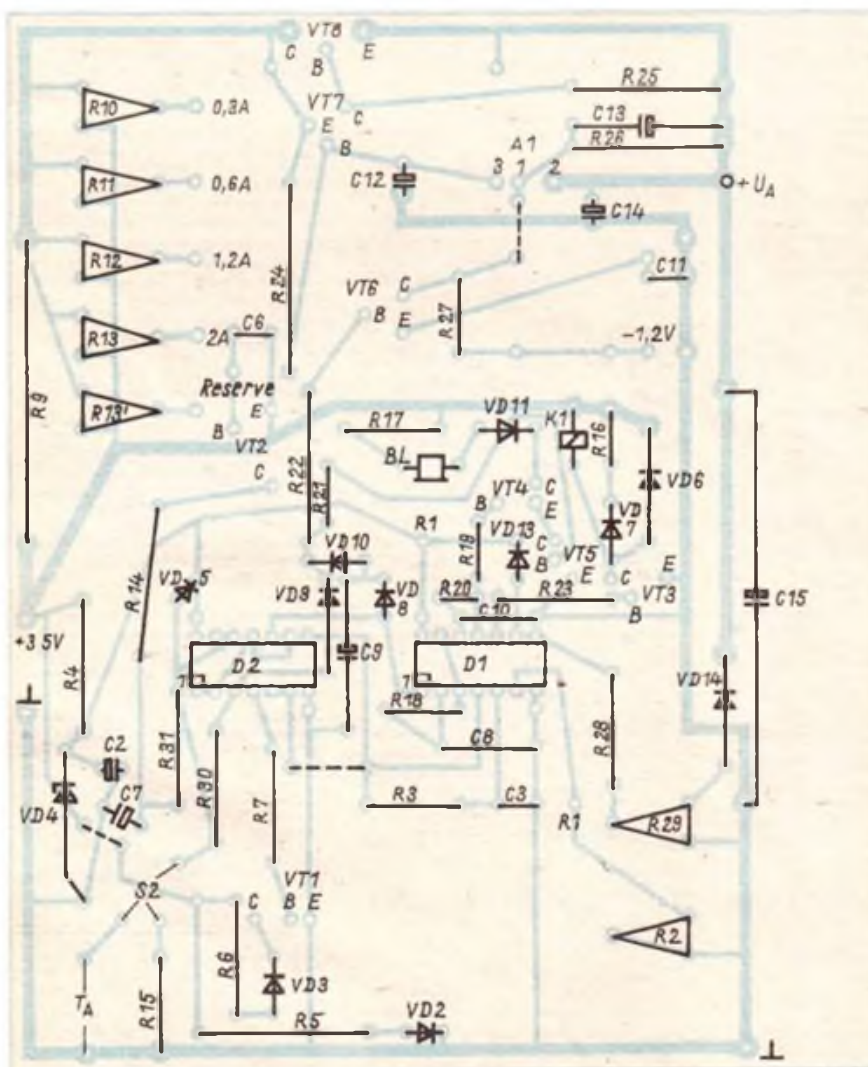 VT8
C B E
R25
R10 0,3A
VT7
E B C
C13
R26
A1
3 1 2
C12
+UA
R11 0,6A
C14
R12 1,2A
R24
C
VT6
B E
R27
C11
R13 2A C6
-1,2V
R9
Reserve
R13'
E
B
VT2
C
R22
R21
R17
VD11
K1
R16
BL
VD6
C
VT4
B E
R1
VD
7
R14
VD10
R19
VD13
C
B VT5
E
C
E
VT3
B
VD 5
VD9
VD
8
R20
R23
C10
C15
+35V
R4
D2
7
C9
D1
7
R18
VD14
⊥
R31
R30
C2
C8
R28
VD4
C7
R7
R3
C3
R1
R29
S2
VT1
C B E
R2
R6
TA
R15
VD3
R5
VD2
⊥